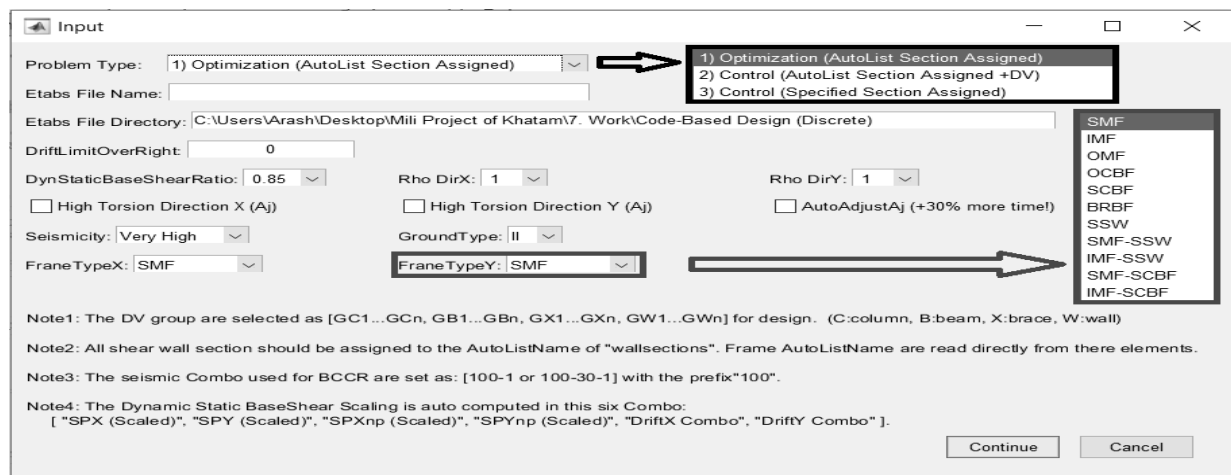 Input
Problem Type: 1) Optimization (AutoList Section Assigned)
1) Optimization (AutoList Section Assigned)
2) Control (AutoList Section Assigned +DV)
3) Control (Specified Section Assigned)
Etabs File Name:
Etabs File Directory: C:\Users\Arash\Desktop\Mili Project of Khatam\7. Work\Code-Based Design (Discrete)
DriftLimitOverRight: 0
DynStaticBaseShearRatio: 0.85 Rho DirX: 1 Rho DirY: 1
High Torsion Direction X (Aj) High Torsion Direction Y (Aj) AutoAdjustAj (+30% more time!)
Seismicity: Very High GroundType: II
FraneTypeX: SMF FraneTypeY: SMF
SMF
IMF
OMF
OCBF
SCBF
BRBF
SSW
SMF-SSW
IMF-SSW
SMF-SCBF
IMF-SCBF
Note1: The DV group are selected as [GC1...GCn, GB1...GBn, GX1...GXn, GW1...GWn] for design. (C:column, B:beam, X:brace, W:wall)
Note2: All shear wall section should be assigned to the AutoListName of "wallsections". Frame AutoListName are read directly from there elements.
Note3: The seismic Combo used for BCCR are set as: [100-1 or 100-30-1] with the prefix"100".
Note4: The Dynamic Static BaseShear Scaling is auto computed in this six Combo:
[ "SPX (Scaled)", "SPY (Scaled)", "SPXnp (Scaled)", "SPYnp (Scaled)", "DriftX Combo", "DriftY Combo" ].
Continue Cancel